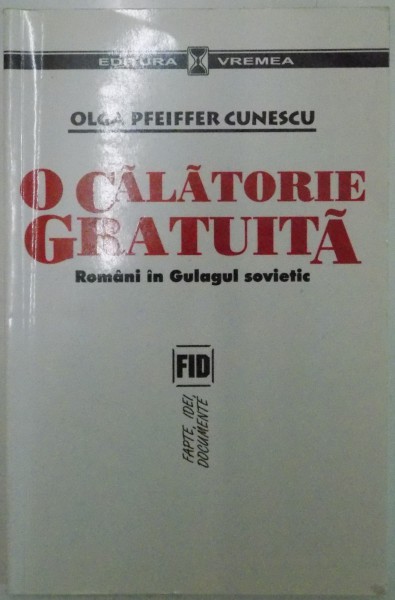 EDITURA VREMEA
OLGA PFEIFFER CUNESCU
O CĂLĂTORIE
GRATUITĂ
Români în Gulagul sovietic
FID
FAPTE, IDEI,
DOCUMENTE